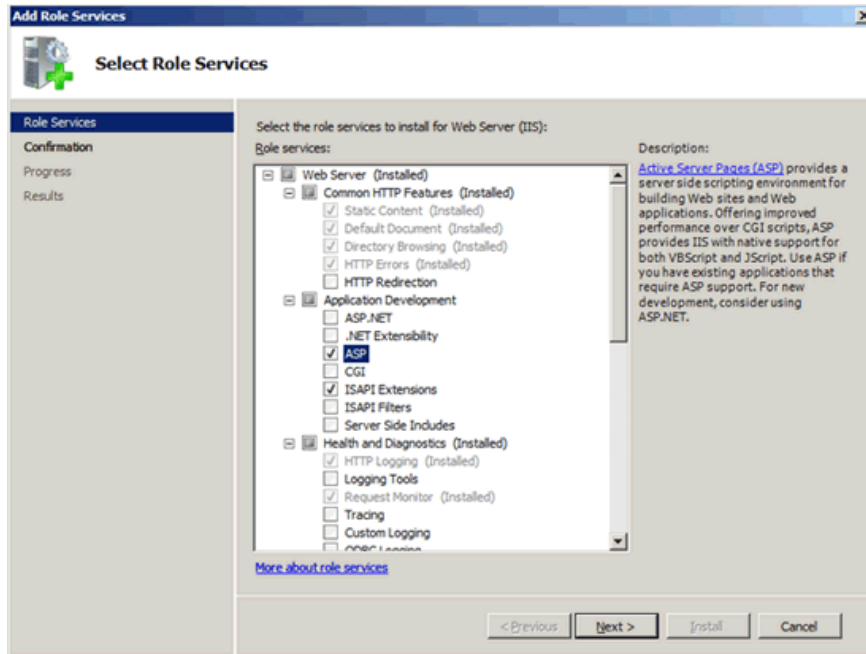 Add Role Services
Select Role Services
Role Services
Confirmation
Progress
Results
Select the role services to install for Web Server (IIS):
Role services:
Web Server (Installed)
Common HTTP Features (Installed)
Static Content (Installed)
Default Document (Installed)
Directory Browsing (Installed)
HTTP Errors (Installed)
HTTP Redirection
Application Development
ASP.NET
.NET Extensibility
ASP
CGI
ISAPI Extensions
ISAPI Filters
Server Side Includes
Health and Diagnostics (Installed)
HTTP Logging (Installed)
Logging Tools
Request Monitor (Installed)
Tracing
Custom Logging
ODBC Logging
More about role services
Description:
Active Server Pages (ASP) provides a
server side scripting environment for
building Web sites and Web
applications. Offering improved
performance over CGI scripts, ASP
provides IIS with native support for
both VBScript and JScript. Use ASP if
you have existing applications that
require ASP support. For new
development, consider using
ASP.NET.
< Previous
Next >
Install
Cancel